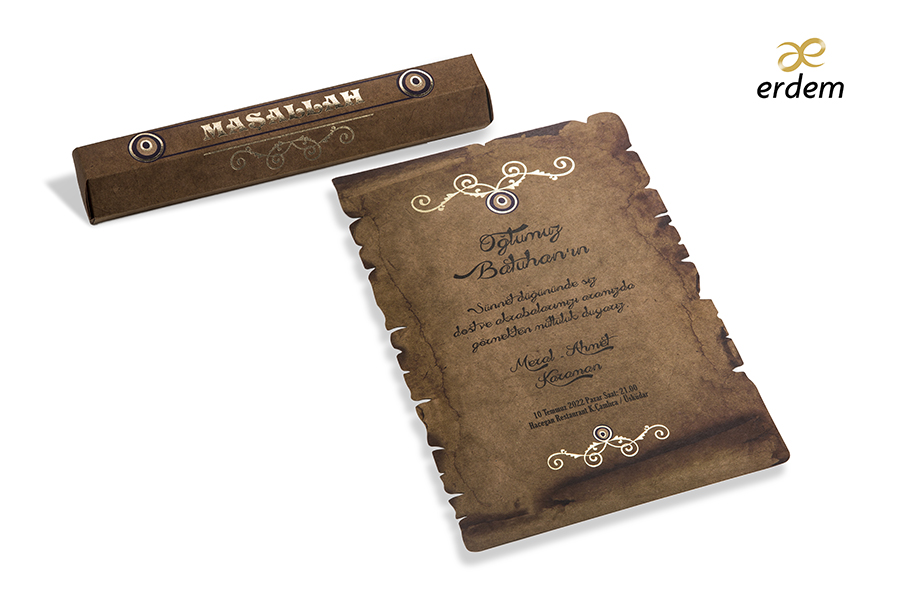 erdem
MAŞALLAH
Oğlumuz
Batuhan'ın
Sünnet düğününde siz
dost ve akrabalarımızı aramızda
görmekten mutluluk duyarız.
Meral - Ahmet
Karaman
10 Temmuz 2022 Pazar Saat: 21.00
Hacegan Restaurant K.Çamlıca / Üsküdar